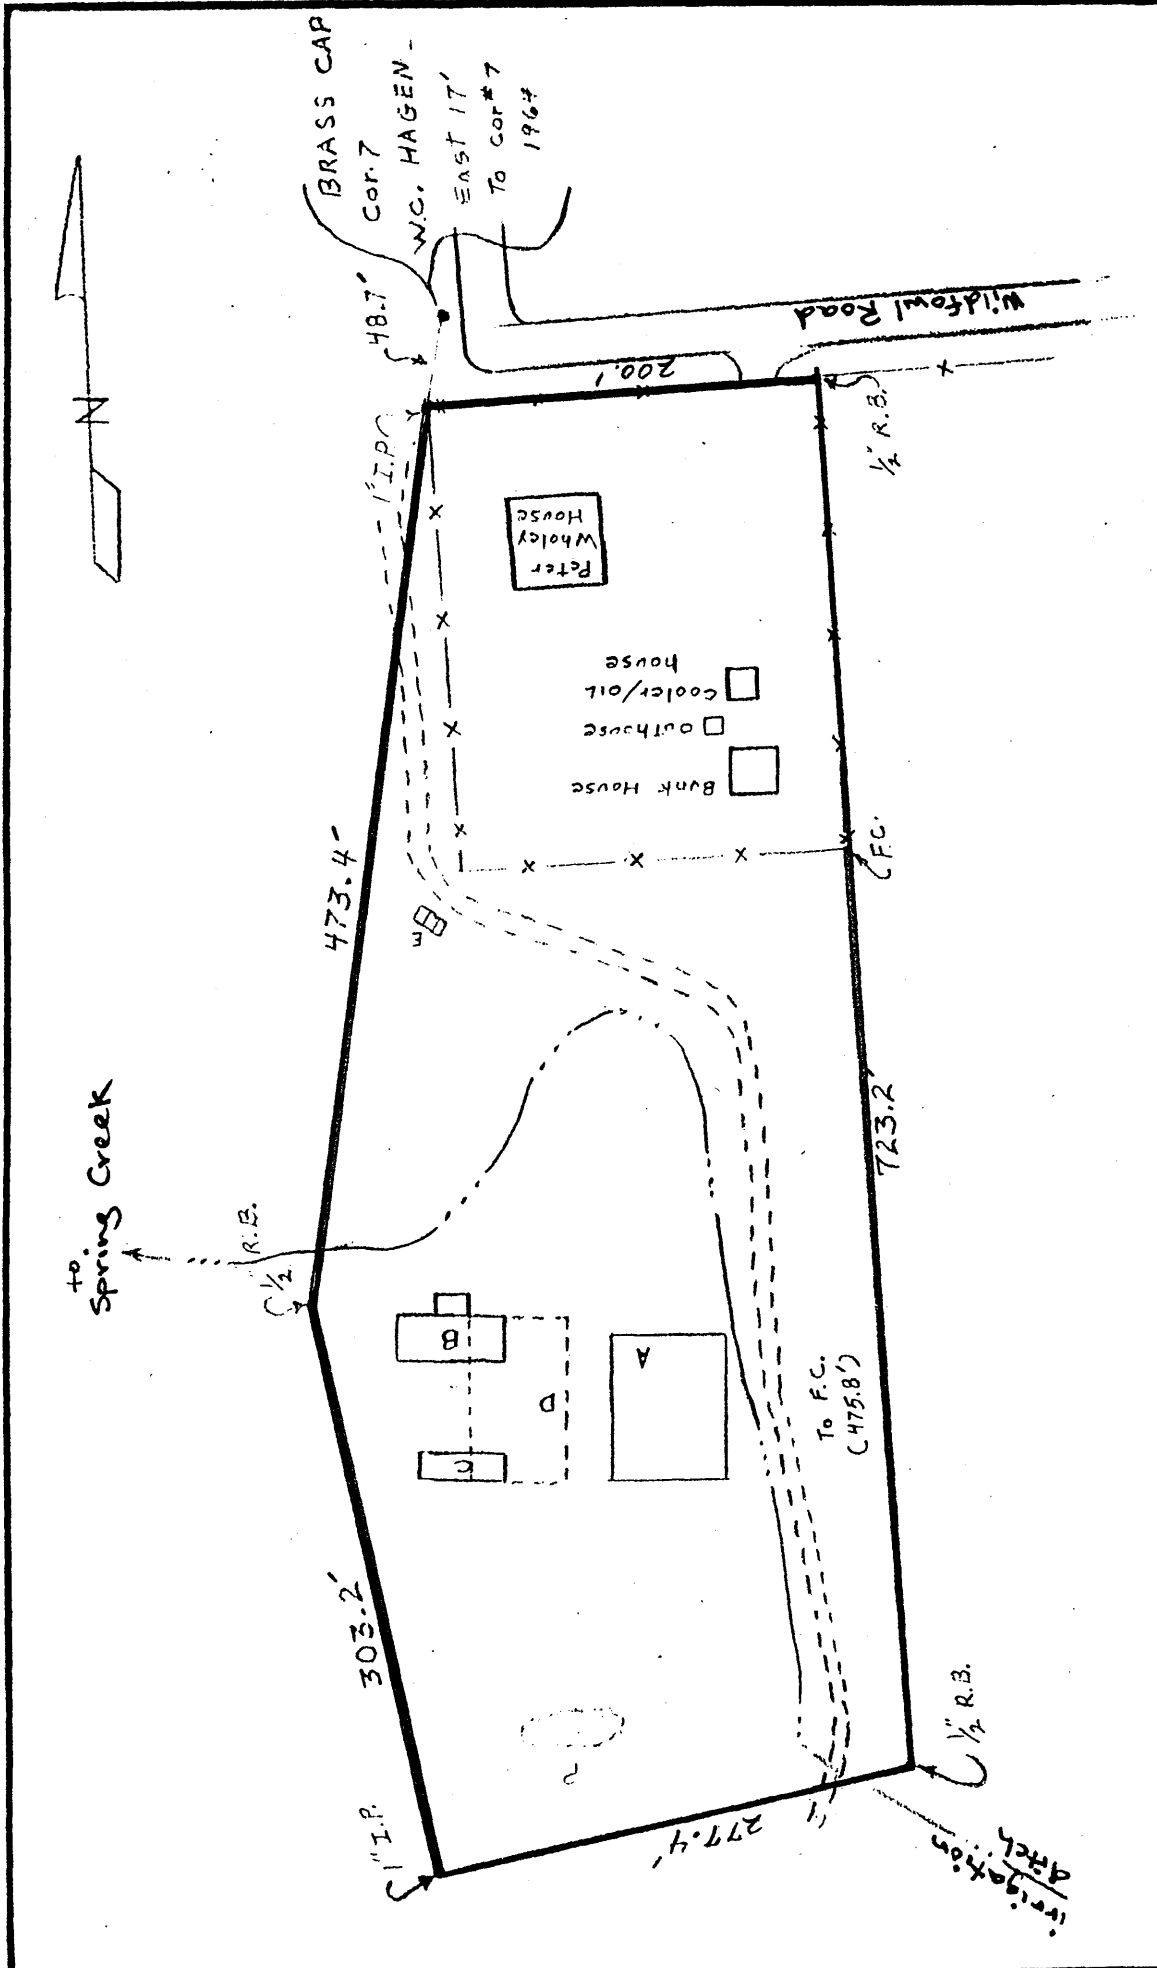 BRASS CAP
Cor. 7
W.C. HAGEN -
East 17'
To Cor #7
1964
N
48.7'
Wildfowl Road
200.'
1" I.P.
1/2" R.B.
Peter
Wholey
House
Cooler/oil
house
outhouse
Bunk House
F.C.
473.4'
E
to
Spring Creek
R.B.
1/2
723.2'
B
A
D
C
To F.C.
(475.8')
303.2'
1" I.P.
277.4'
1/2" R.B.
irrigation
ditch